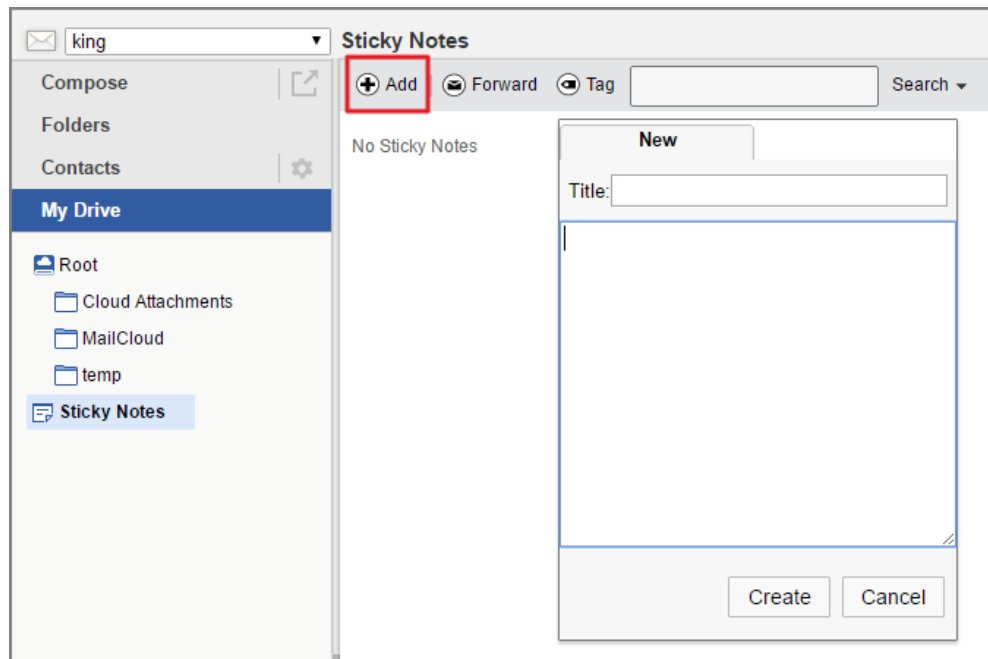 king
Sticky Notes
Compose
Folders
Contacts
My Drive
Root
Cloud Attachments
MailCloud
temp
Sticky Notes
Add Forward Tag Search
No Sticky Notes
New
Title:
Create Cancel